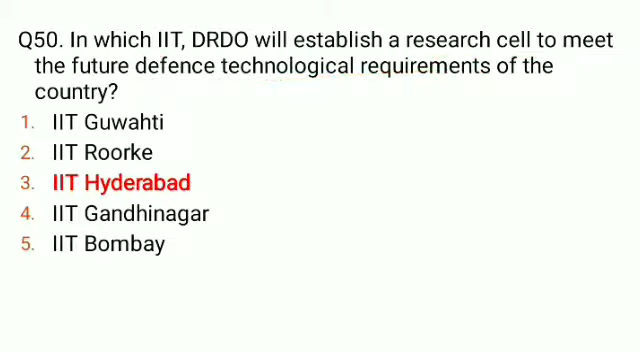 Q50. In which IIT, DRDO will establish a research cell to meet
the future defence technological requirements of the
country?
1. IIT Guwahti
2. IIT Roorke
3. IIT Hyderabad
4. IIT Gandhinagar
5. IIT Bombay